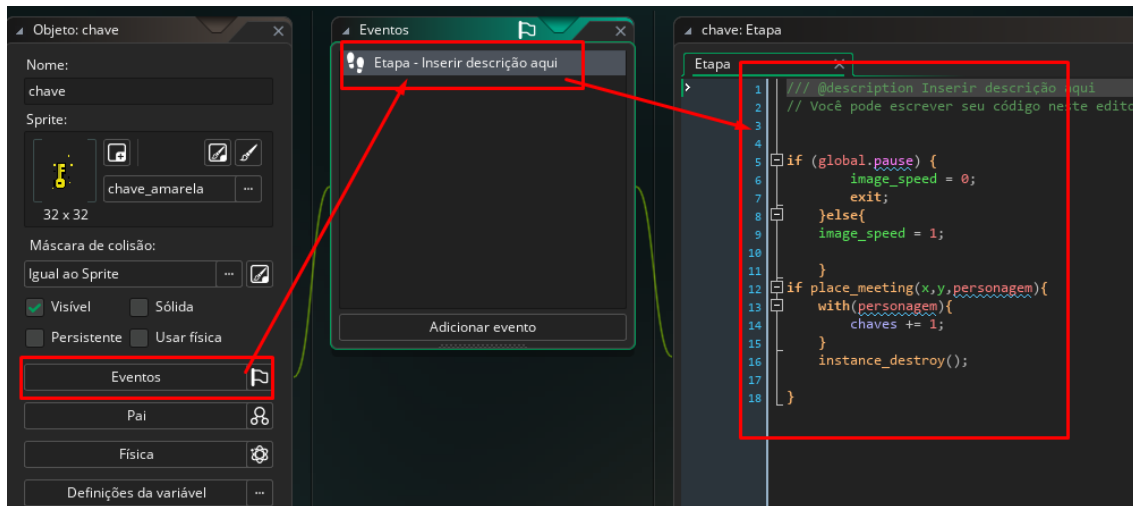 Objeto: chave
Nome:
chave
Sprite:
chave_amarela
32 x 32
Máscara de colisão:
Igual ao Sprite
Visível
Sólida
Persistente
Usar física
Eventos
Pai
Física
Definições da variável
Eventos
Etapa - Inserir descrição aqui
Adicionar evento
chave: Etapa
Etapa
1 /// @description Inserir descrição aqui
2 // Você pode escrever seu código neste edito
3
4
5 if (global.pause) {
6 image_speed = 0;
7 exit;
8 }else{
9 image_speed = 1;
10
11 }
12 if place_meeting(x,y,personagem){
13 with(personagem){
14 chaves += 1;
15 }
16 instance_destroy();
17
18 }